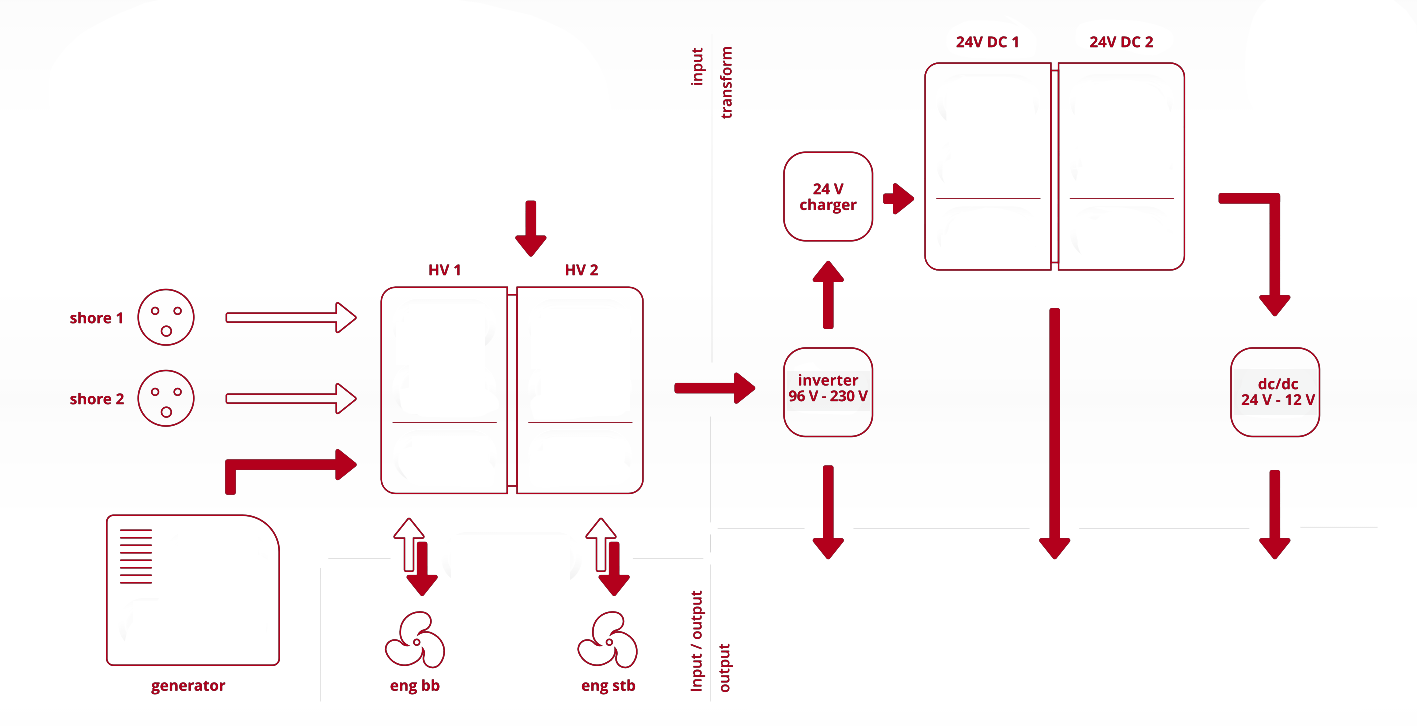 24V DC 1
24V DC 2
input
transform
24 V
charger
HV 1
HV 2
shore 1
shore 2
inverter
96 V - 230 V
dc/dc
24 V - 12 V
Input / output
output
generator
eng bb
eng stb